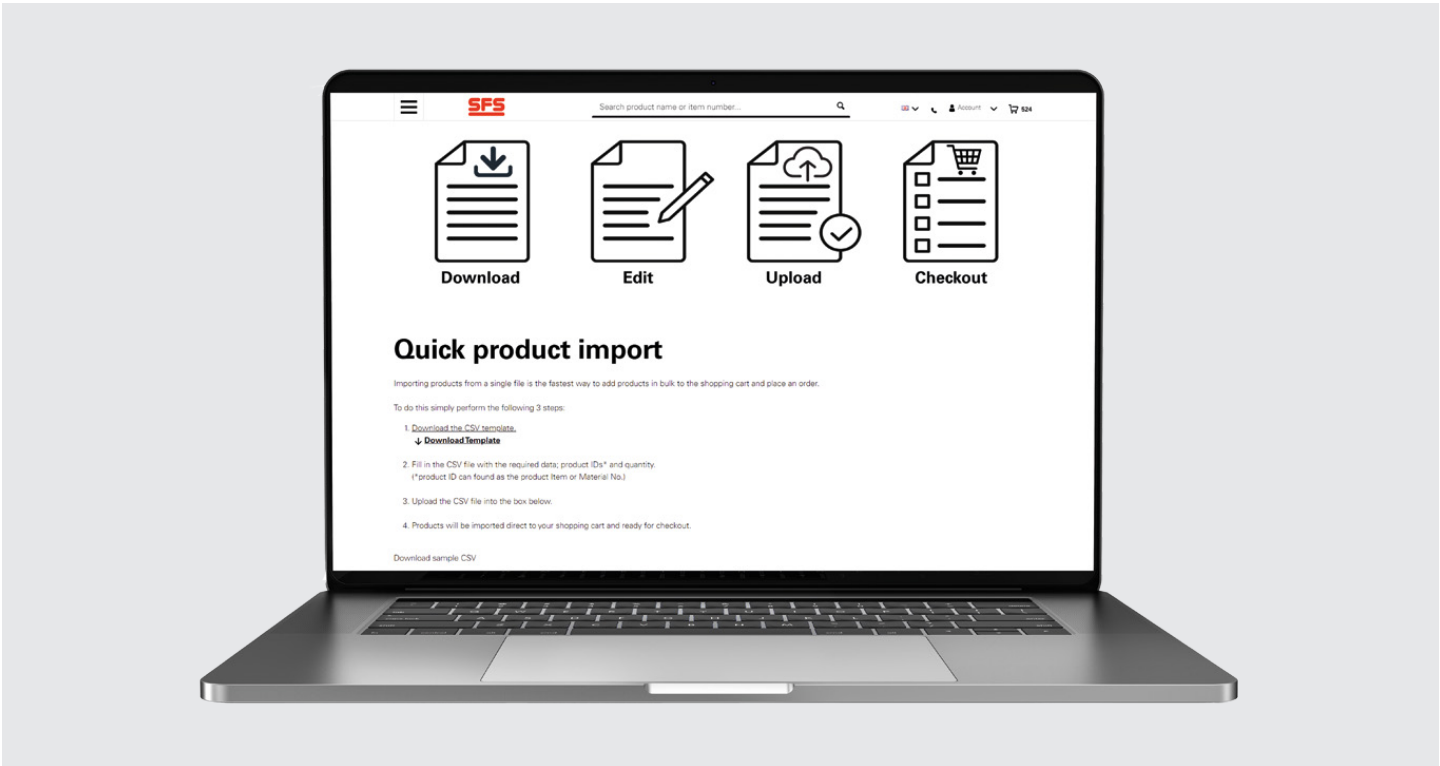 SFS
Search product name or item number...
Account
524
Download
Edit
Upload
Checkout
Quick product import
Importing products from a single file is the fastest way to add products in bulk to the shopping cart and place an order.
To do this simply perform the following 3 steps:
1. Download the CSV template.
Download Template
2. Fill in the CSV file with the required data; product IDs* and quantity.
(*product ID can found as the product Item or Material No.)
3. Upload the CSV file into the box below.
4. Products will be imported direct to your shopping cart and ready for checkout.
Download sample CSV